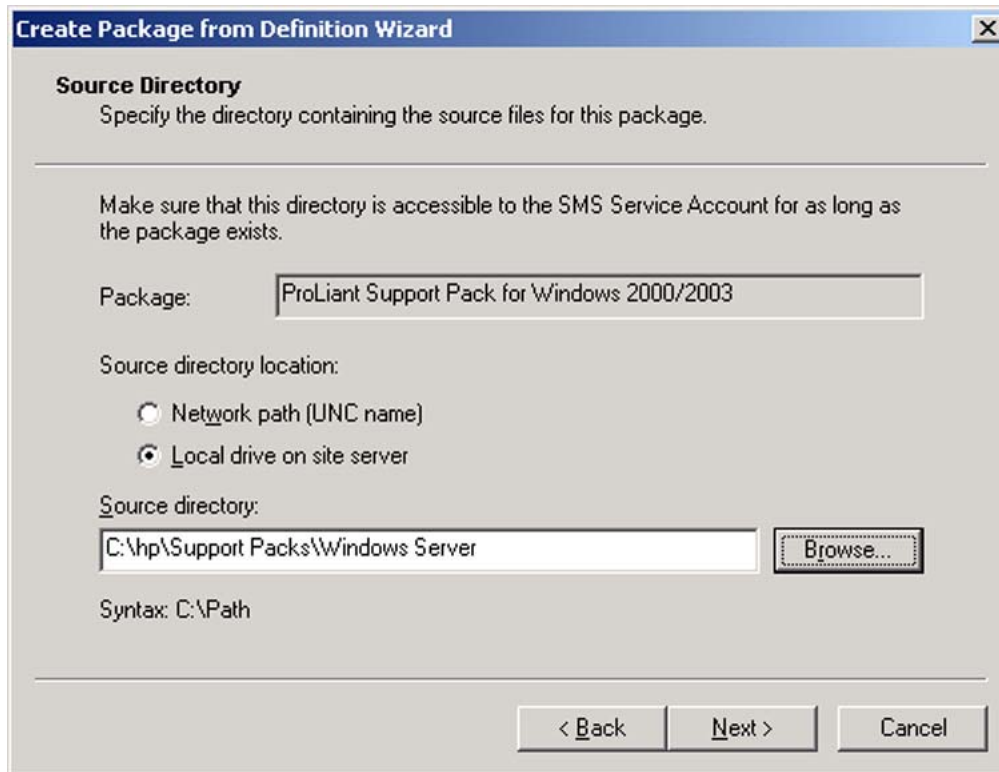 Create Package from Definition Wizard
Source Directory
Specify the directory containing the source files for this package.
Make sure that this directory is accessible to the SMS Service Account for as long as
the package exists.
Package: ProLiant Support Pack for Windows 2000/2003
Source directory location:
Network path (UNC name)
Local drive on site server
Source directory:
C:\hp\Support Packs\Windows Server Browse...
Syntax: C:\Path
< Back Next > Cancel